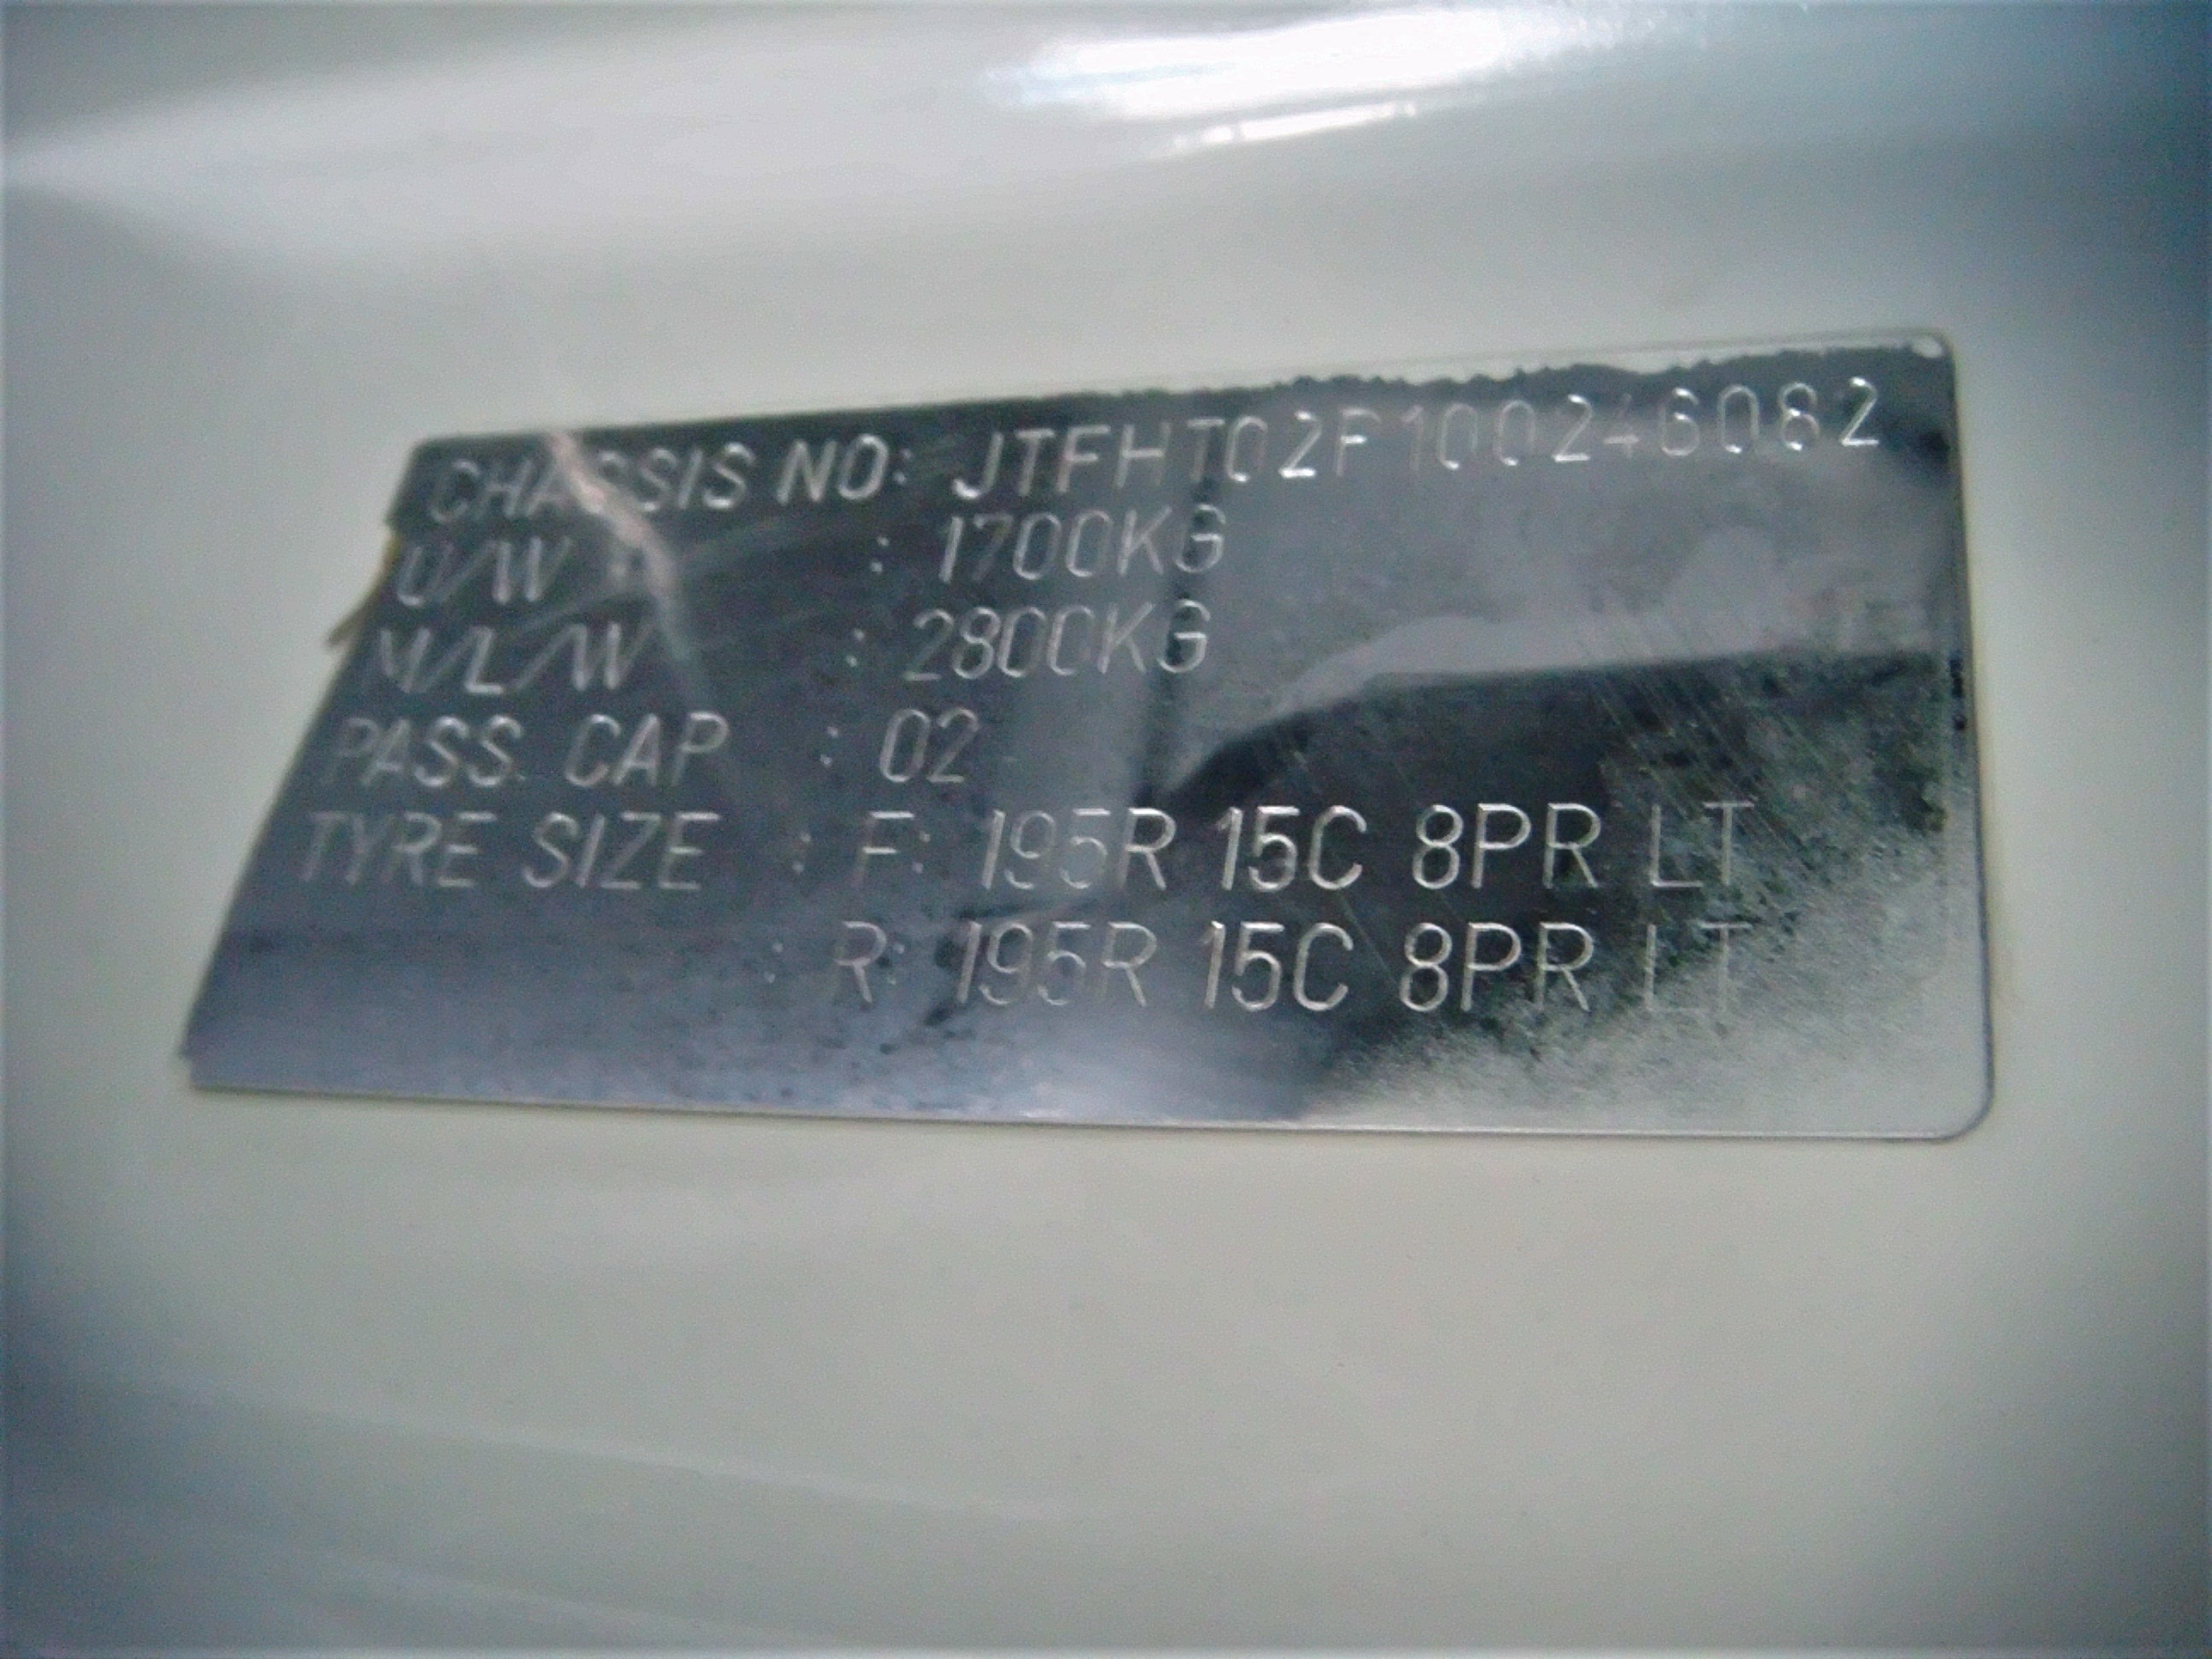 CHASSIS NO: JTFHT02P100246082
U/W : 1700KG
M/L/W : 2800KG
PASS. CAP : 02
TYRE SIZE : F: 195R 15C 8PR LT
: R: 195R 15C 8PR LT